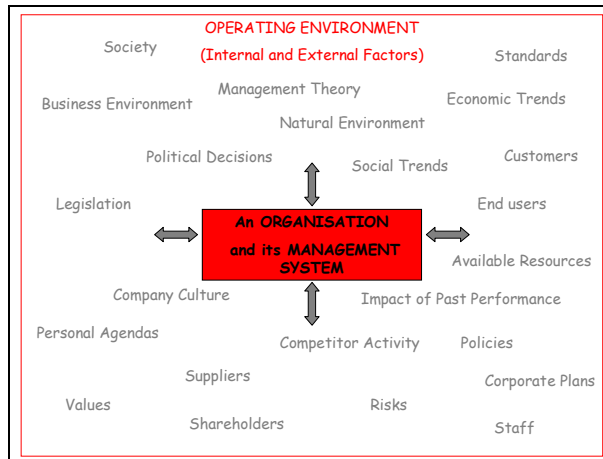 OPERATING ENVIRONMENT
(Internal and External Factors)
Society
Standards
Management Theory
Business Environment
Economic Trends
Natural Environment
Political Decisions
Social Trends
Customers
Legislation
End users
An ORGANISATION
and its MANAGEMENT
SYSTEM
Available Resources
Company Culture
Impact of Past Performance
Personal Agendas
Competitor Activity
Policies
Suppliers
Corporate Plans
Values
Risks
Shareholders
Staff